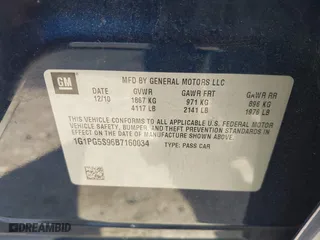 GM
MFD BY GENERAL MOTORS LLC
DATE GVWR GAWR FRT GAWR RR
12/10 1867 KG 971 KG 896 KG
4117 LB 2141 LB 1976 LB
THIS VEHICLE CONFORMS TO ALL APPLICABLE U.S. FEDERAL MOTOR
VEHICLE SAFETY, BUMPER, AND THEFT PREVENTION STANDARDS
IN EFFECT ON THE DATE OF MANUFACTURE SHOWN ABOVE.
1G1PG5S96B7160034 TYPE: PASS CAR
© DREAMBID